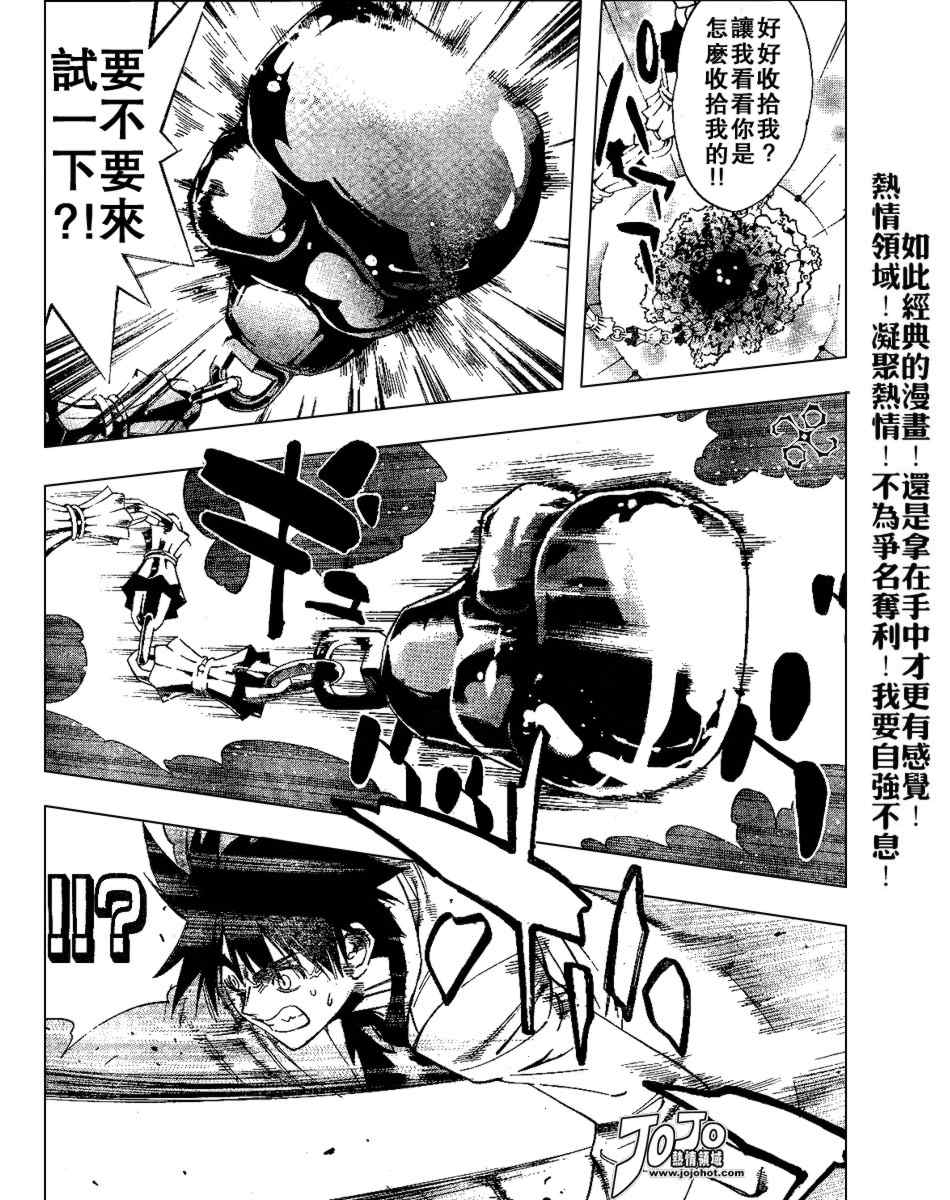 好好收拾我？
讓我看看你是
怎麼收拾我的!!
要不要來
試一下?!
ギュ
!!?
如此經典的漫畫！還是拿在手中才更有感覺！
熱情領域！凝聚熱情！不為爭名奪利！我要自強不息！
JOJO
熱情領域
www.jojohot.com